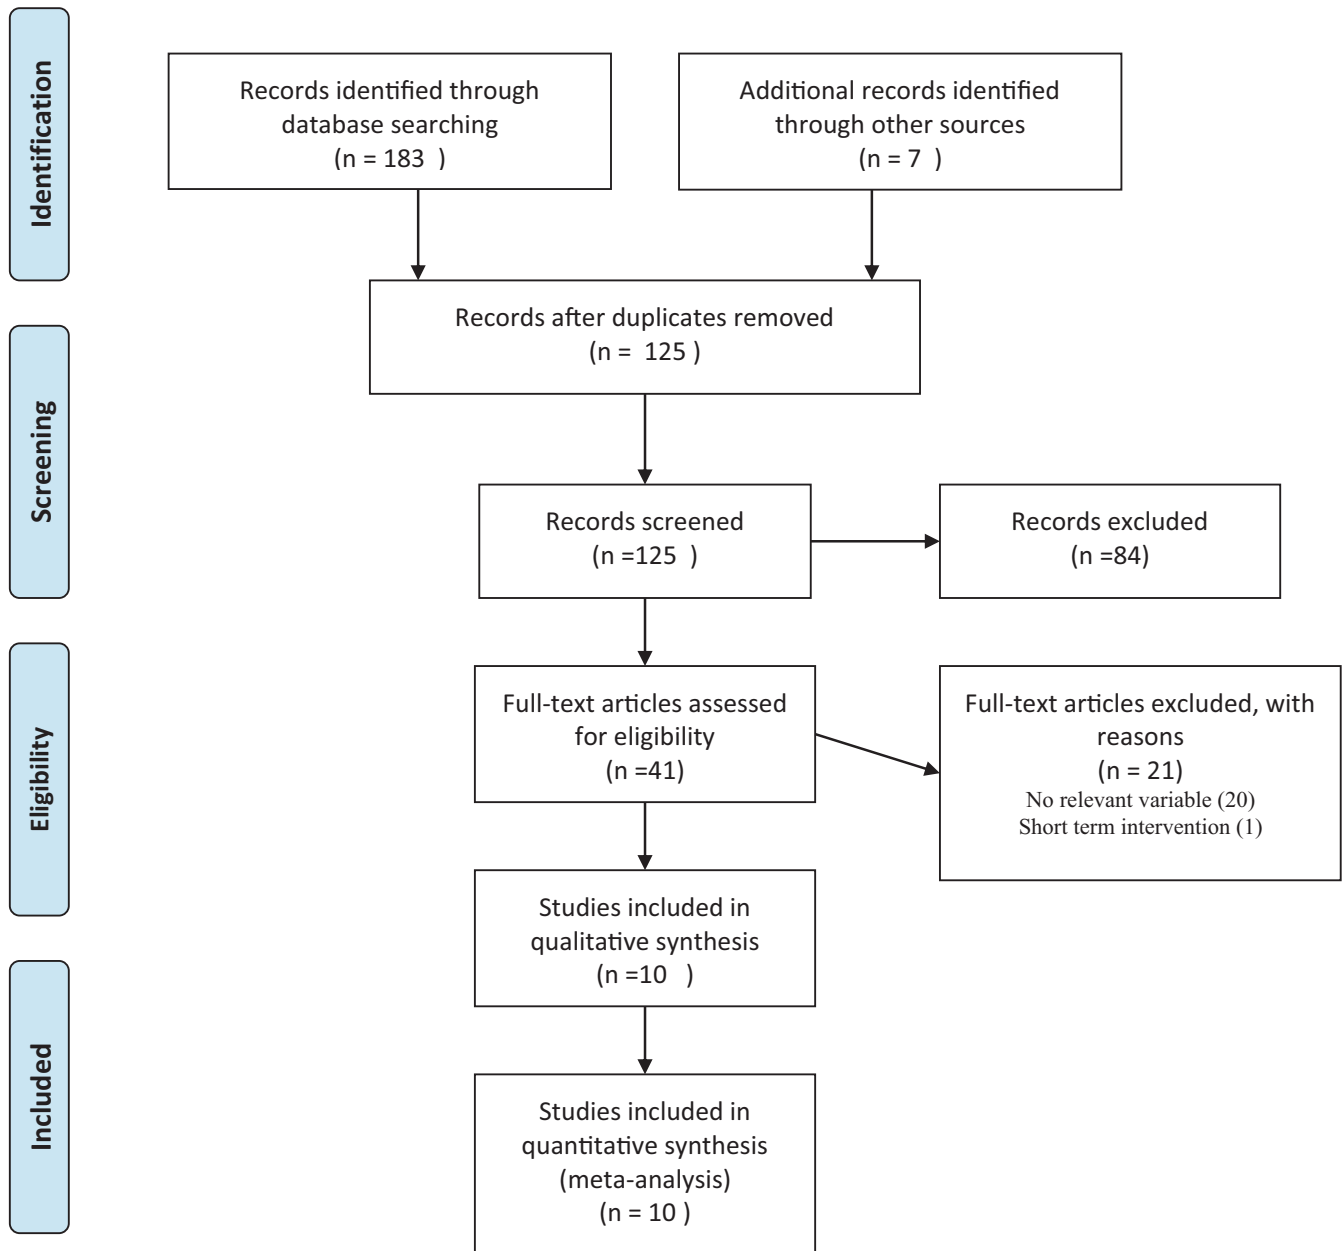 Identification
Records identified through
database searching
(n = 183  )
Additional records identified
through other sources
(n = 7  )
Records after duplicates removed
(n =  125 )
Screening
Records screened
(n =125  )
Records excluded
(n =84)
Eligibility
Full-text articles assessed
for eligibility
(n =41)
Full-text articles excluded, with
reasons
(n = 21)
No relevant variable (20)
Short term intervention (1)
Studies included in
qualitative synthesis
(n =10   )
Included
Studies included in
quantitative synthesis
(meta-analysis)
(n = 10 )